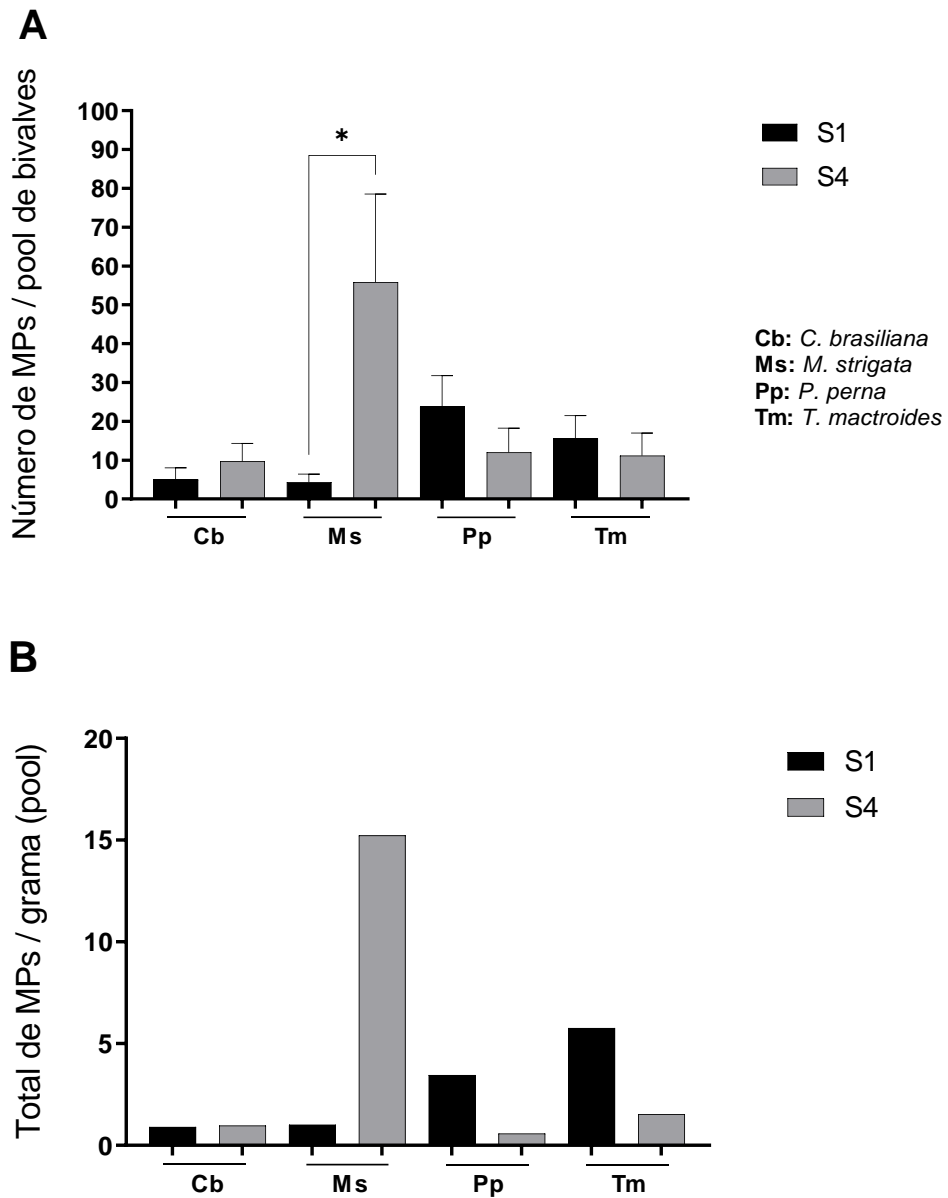 A
Número de MPs / pool de bivalves
100
90
80
70
60
50
40
30
20
10
0
*
Cb
Ms
Pp
Tm
S1
S4
Cb: C. brasiliana
Ms: M. strigata
Pp: P. perna
Tm: T. mactroides
B
Total de MPs / grama (pool)
20
15
10
5
0
Cb
Ms
Pp
Tm
S1
S4